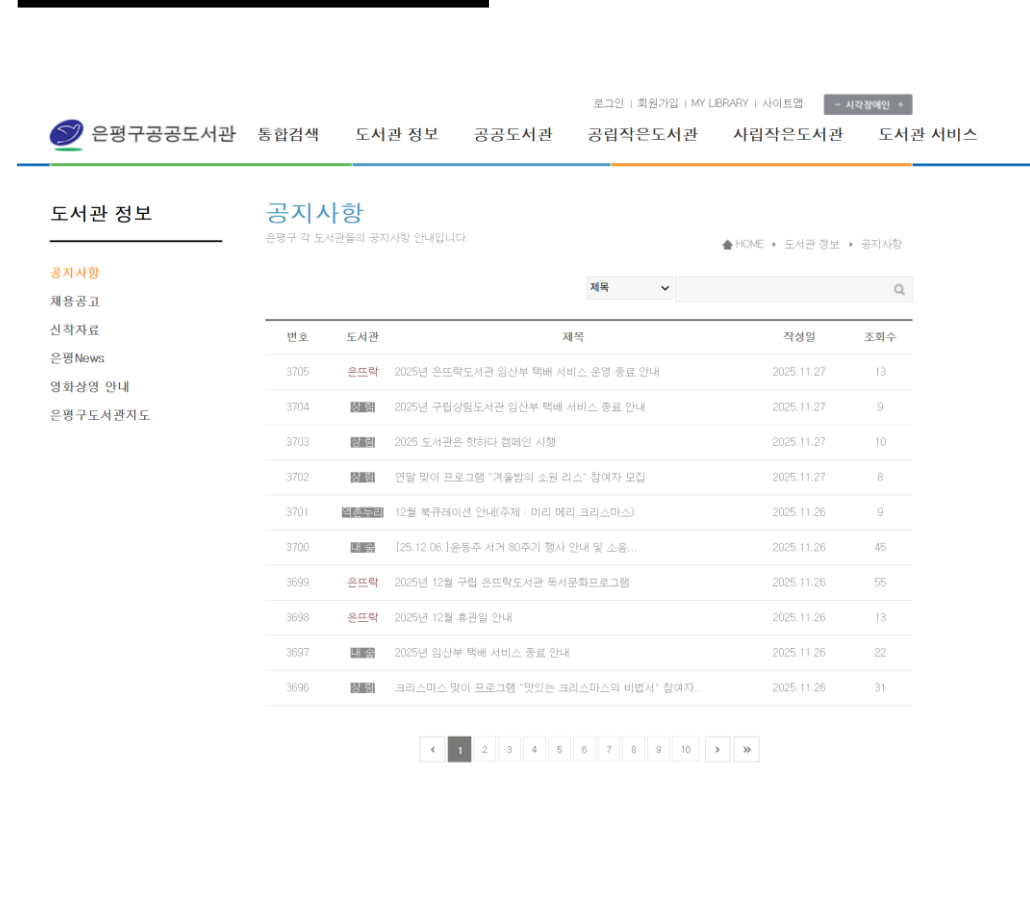 로그인 | 회원가입 | MY LIBRARY | 사이트맵 － 시각장애인 ＋
은평구공공도서관 통합검색 도서관 정보 공공도서관 공립작은도서관 사립작은도서관 도서관 서비스
도서관 정보
공지사항
채용공고
신착자료
은평News
영화상영 안내
은평구도서관지도
공지사항
은평구 각 도서관들의 공지사항 안내입니다.
HOME ▸ 도서관 정보 ▸ 공지사항
제목
번호 도서관 제목 작성일 조회수
3705 은뜨락 2025년 은뜨락도서관 임산부 택배 서비스 운영 종료 안내 2025.11.27 13
3704 상 림 2025년 구립상림도서관 임산부 택배 서비스 종료 안내 2025.11.27 9
3703 상 림 2025 도서관은 핫하다 캠페인 시행 2025.11.27 10
3702 상 림 연말 맞이 프로그램 "겨울밤의 소원 리스" 참여자 모집 2025.11.27 8
3701 역촌누리 12월 북큐레이션 안내(주제 : 미리 메리 크리스마스) 2025.11.26 9
3700 내 숲 [25.12.06.]윤동주 서거 80주기 행사 안내 및 소음... 2025.11.26 45
3699 은뜨락 2025년 12월 구립 은뜨락도서관 독서문화프로그램 2025.11.26 55
3698 은뜨락 2025년 12월 휴관일 안내 2025.11.26 13
3697 내 숲 2025년 임산부 택배 서비스 종료 안내 2025.11.26 22
3696 상 림 크리스마스 맞이 프로그램 "맛있는 크리스마스의 비법서" 참여자.. 2025.11.26 31
‹ 1 2 3 4 5 6 7 8 9 10 › »